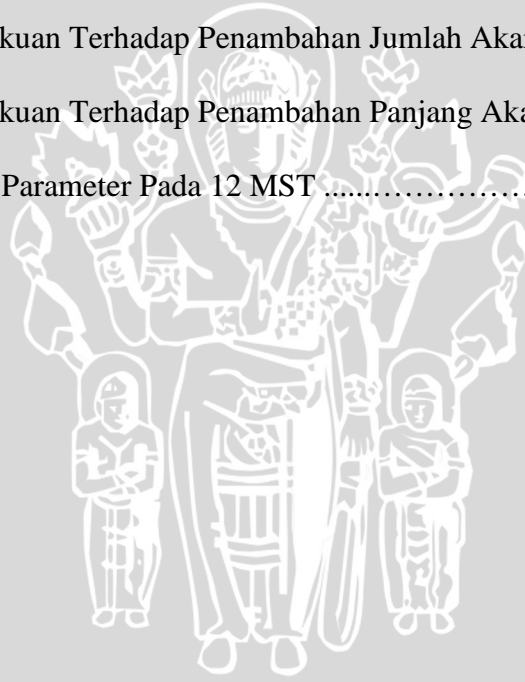 kuan Terhadap Penambahan Jumlah Aka
kuan Terhadap Penambahan Panjang Aka
Parameter Pada 12 MST ......……………